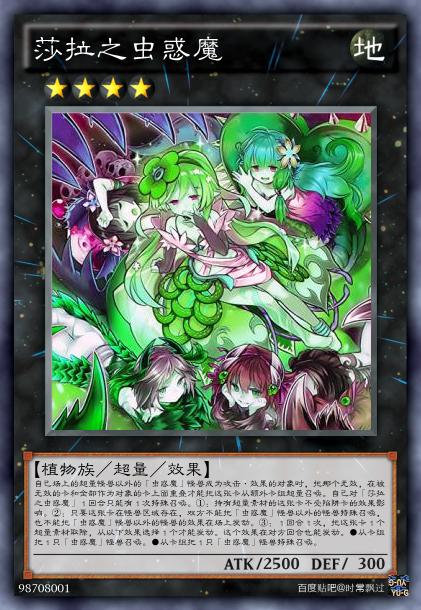 莎拉之虫惑魔
地
【植物族／超量／效果】
自己场上的超量怪兽以外的「虫惑魔」怪兽成为攻击·效果的对象时，把那个无效，在被
无效的卡和全部作为对象的卡上面重叠才能把这张卡从额外卡组超量召唤。自己对「莎拉
之虫惑魔」1回合只能有1次特殊召唤。①：持有超量素材的这张卡不受陷阱卡的效果影
响。②：只要这张卡在怪兽区域存在，双方不能把「虫惑魔」怪兽以外的怪兽特殊召唤，
也不能把「虫惑魔」怪兽以外的怪兽的效果在场上发动。③：1回合1次，把这张卡1个
超量素材取除，从以下效果选择1个才能发动。这个效果在对方回合也能发动。●从卡组
把1只「虫惑魔」怪兽召唤。●从卡组把1只「虫惑魔」怪兽特殊召唤。
ATK/2500 DEF/ 300
98708001
百度贴吧@时常飘过